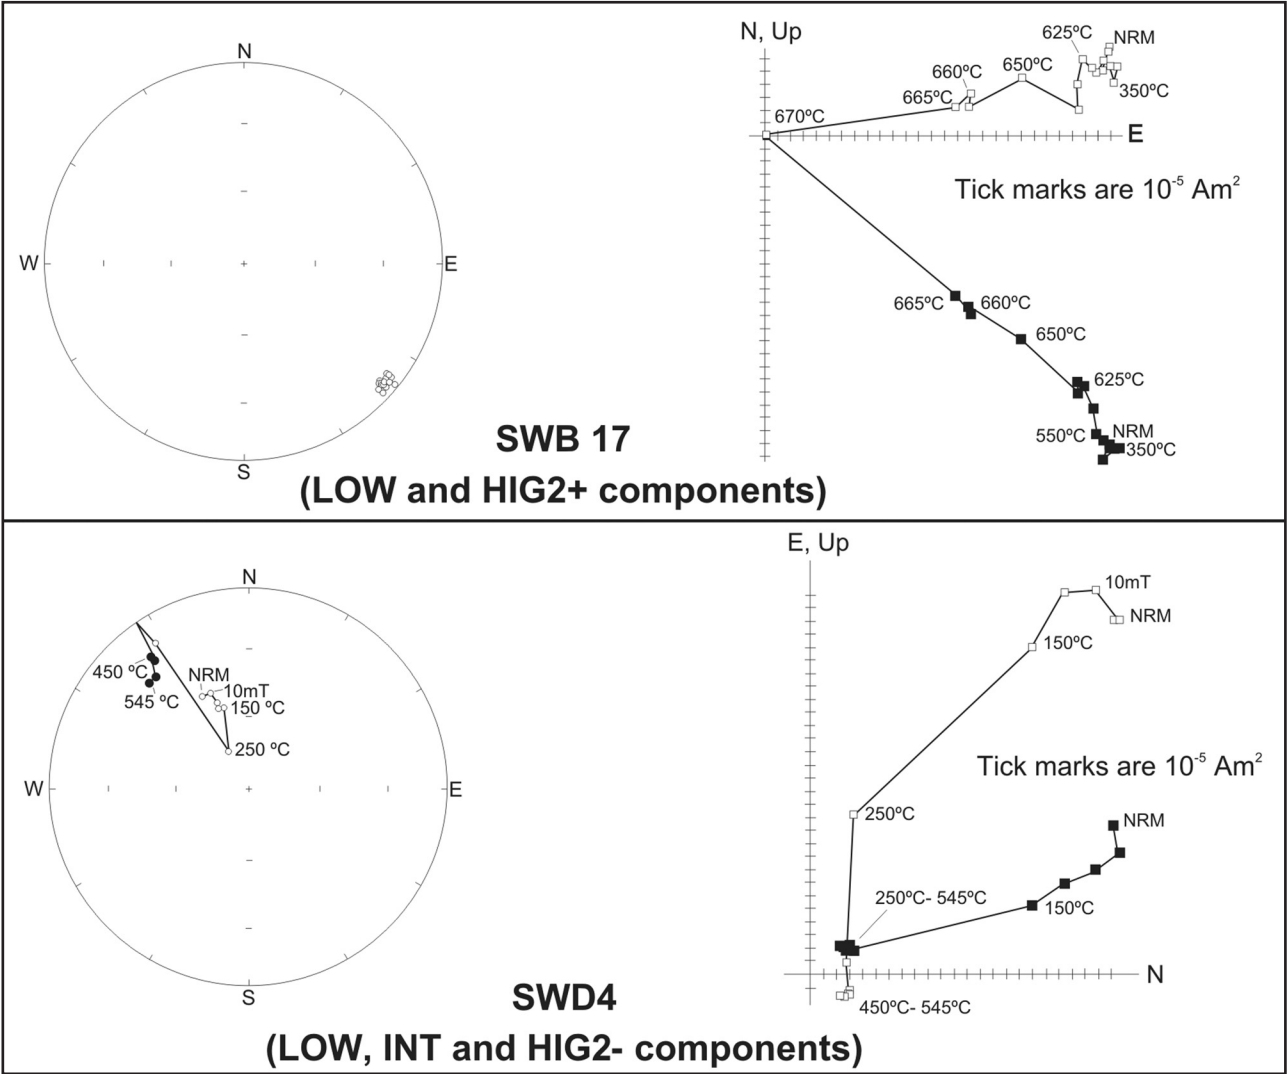 N
W
E
S
N, Up
625ºC
NRM
650ºC
660ºC
665ºC
350ºC
670ºC
E
Tick marks are 10-5 Am2
665ºC
660ºC
650ºC
625ºC
550ºC
NRM
350ºC
SWB 17
(LOW and HIG2+ components)
N
450 ºC
545 ºC
NRM
10mT
150 ºC
250 ºC
W
E
S
E, Up
10mT
NRM
150ºC
250ºC
Tick marks are 10-5 Am2
NRM
250ºC- 545ºC
150ºC
N
450ºC- 545ºC
SWD4
(LOW, INT and HIG2- components)